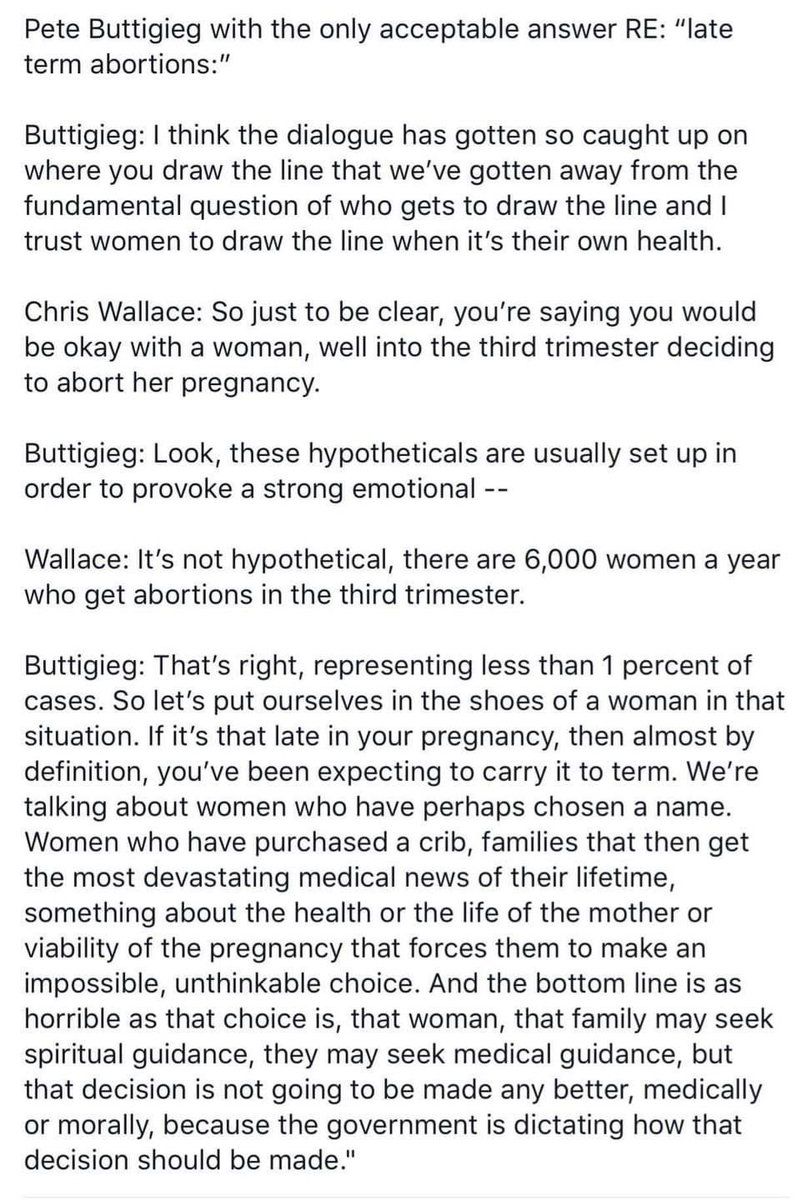 Pete Buttigieg with the only acceptable answer RE: “late
term abortions:”
Buttigieg: I think the dialogue has gotten so caught up on
where you draw the line that we’ve gotten away from the
fundamental question of who gets to draw the line and I
trust women to draw the line when it’s their own health.
Chris Wallace: So just to be clear, you’re saying you would
be okay with a woman, well into the third trimester deciding
to abort her pregnancy.
Buttigieg: Look, these hypotheticals are usually set up in
order to provoke a strong emotional --
Wallace: It’s not hypothetical, there are 6,000 women a year
who get abortions in the third trimester.
Buttigieg: That’s right, representing less than 1 percent of
cases. So let’s put ourselves in the shoes of a woman in that
situation. If it’s that late in your pregnancy, then almost by
definition, you’ve been expecting to carry it to term. We’re
talking about women who have perhaps chosen a name.
Women who have purchased a crib, families that then get
the most devastating medical news of their lifetime,
something about the health or the life of the mother or
viability of the pregnancy that forces them to make an
impossible, unthinkable choice. And the bottom line is as
horrible as that choice is, that woman, that family may seek
spiritual guidance, they may seek medical guidance, but
that decision is not going to be made any better, medically
or morally, because the government is dictating how that
decision should be made."